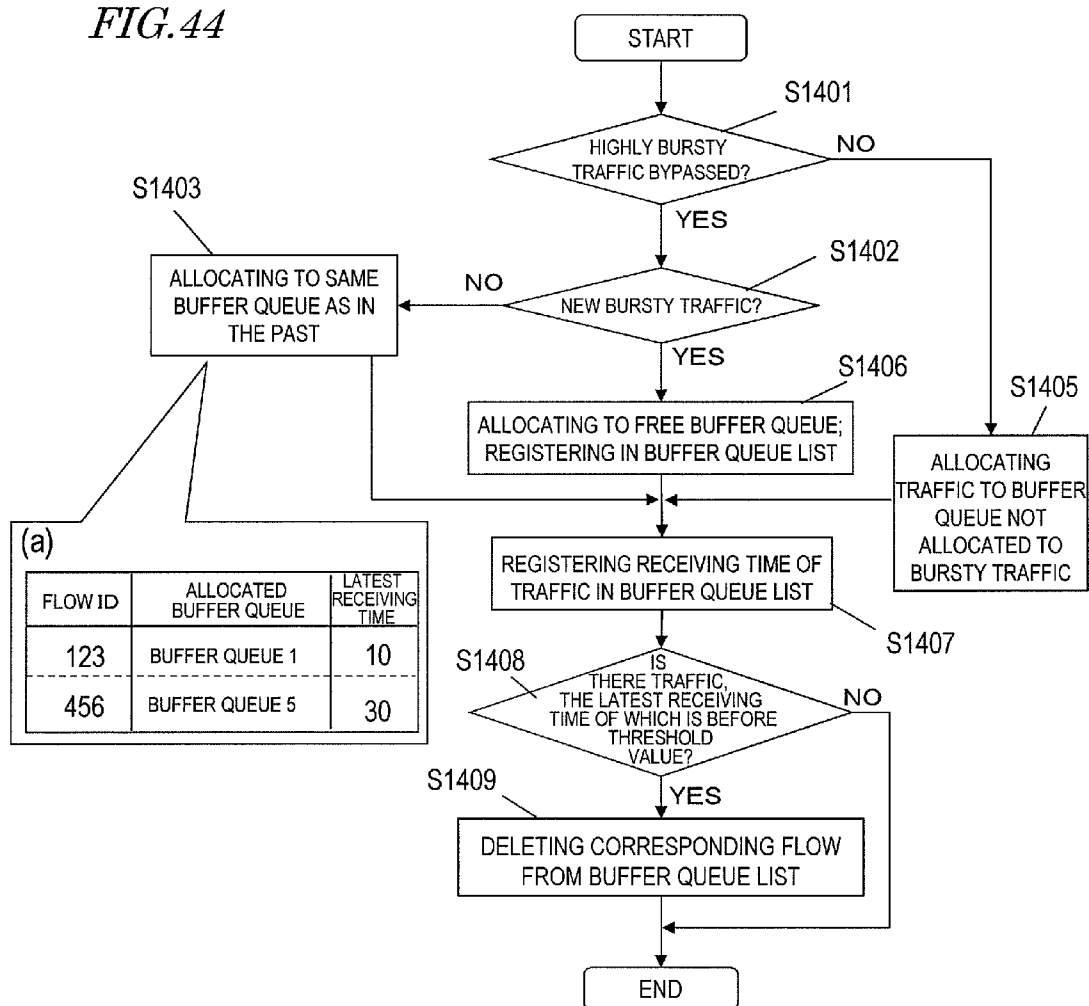 FIG.44
START
S1401
HIGHLY BURSTY
TRAFFIC BYPASSED?
NO
YES
S1403
ALLOCATING TO SAME
BUFFER QUEUE AS IN
THE PAST
S1402
NO
NEW BURSTY TRAFFIC?
YES
S1406
ALLOCATING TO FREE BUFFER QUEUE;
REGISTERING IN BUFFER QUEUE LIST
S1405
ALLOCATING
TRAFFIC TO BUFFER
QUEUE NOT
ALLOCATED TO
BURSTY TRAFFIC
(a)
FLOW ID
ALLOCATED
BUFFER QUEUE
LATEST
RECEIVING
TIME
123
BUFFER QUEUE 1
10
456
BUFFER QUEUE 5
30
REGISTERING RECEIVING TIME OF
TRAFFIC IN BUFFER QUEUE LIST
S1407
S1408
IS
THERE TRAFFIC,
THE LATEST RECEIVING
TIME OF WHICH IS BEFORE
THRESHOLD
VALUE?
NO
YES
S1409
DELETING CORRESPONDING FLOW
FROM BUFFER QUEUE LIST
END